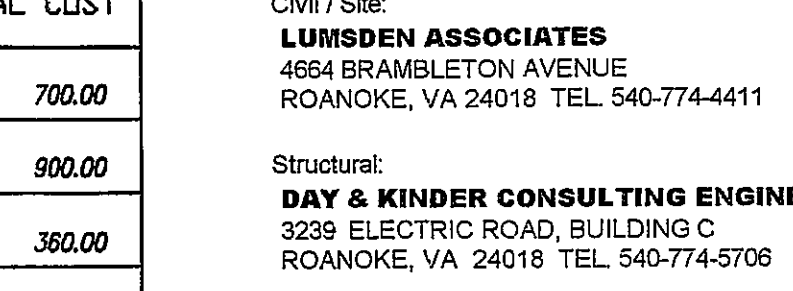 AL COST
700.00
900.00
360.00
Civil / Site:
LUMSDEN ASSOCIATES
4664 BRAMBLETON AVENUE
ROANOKE, VA 24018 TEL. 540-774-4411
Structural:
DAY & KINDER CONSULTING ENGINE
3239 ELECTRIC ROAD, BUILDING C
ROANOKE, VA 24018 TEL. 540-774-5706